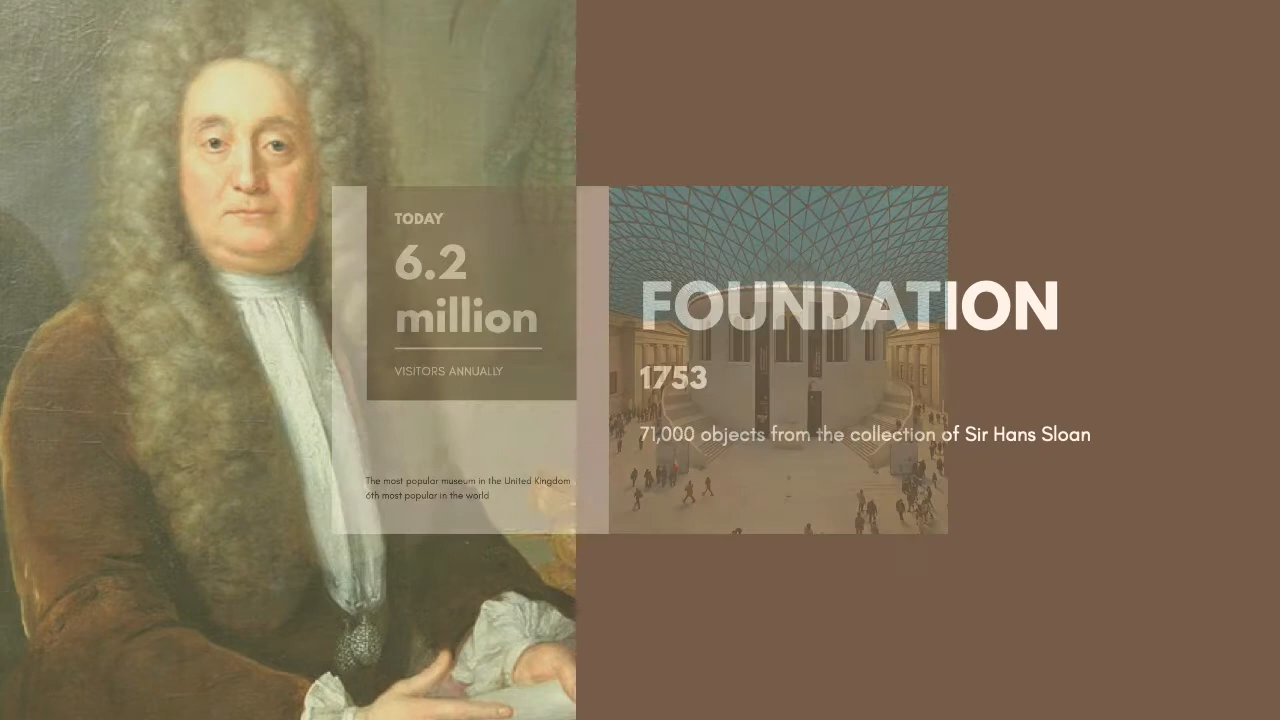 TODAY
6.2
million
VISITORS ANNUALLY
The most popular museum in the United Kingdom
6th most popular in the world
FOUNDATION
1753
71,000 objects from the collection of Sir Hans Sloan